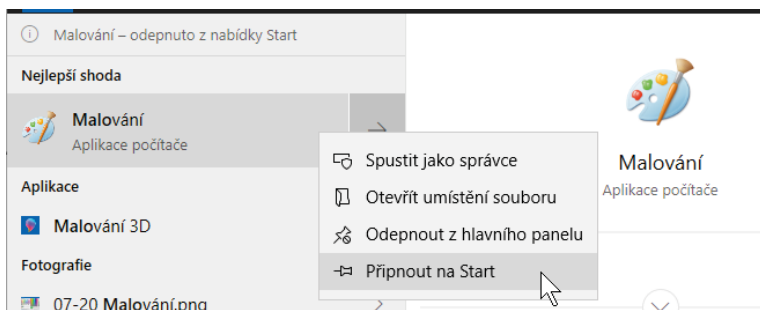 Malování – odepnuto z nabídky Start
Nejlepší shoda
Malování
Aplikace počítače
Aplikace
Malování 3D
Fotografie
07-20 Malování.png
Spustit jako správce
Otevřít umístění souboru
Odepnout z hlavního panelu
Připnout na Start
Malování
Aplikace počítače